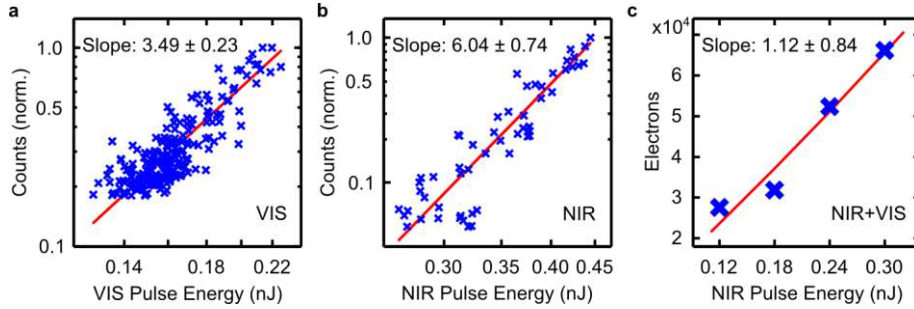 a
Slope: 3.49 ± 0.23
1.0
0.5
0.1
Counts (norm.)
VIS
0.14 0.16 0.18 0.20 0.22
VIS Pulse Energy (nJ)
b
Slope: 6.04 ± 0.74
1.0
0.5
0.1
Counts (norm.)
NIR
0.30 0.35 0.40 0.45
NIR Pulse Energy (nJ)
c
x10⁴
Slope: 1.12 ± 0.84
6
5
4
3
2
Electrons
NIR+VIS
0.12 0.18 0.24 0.30
NIR Pulse Energy (nJ)